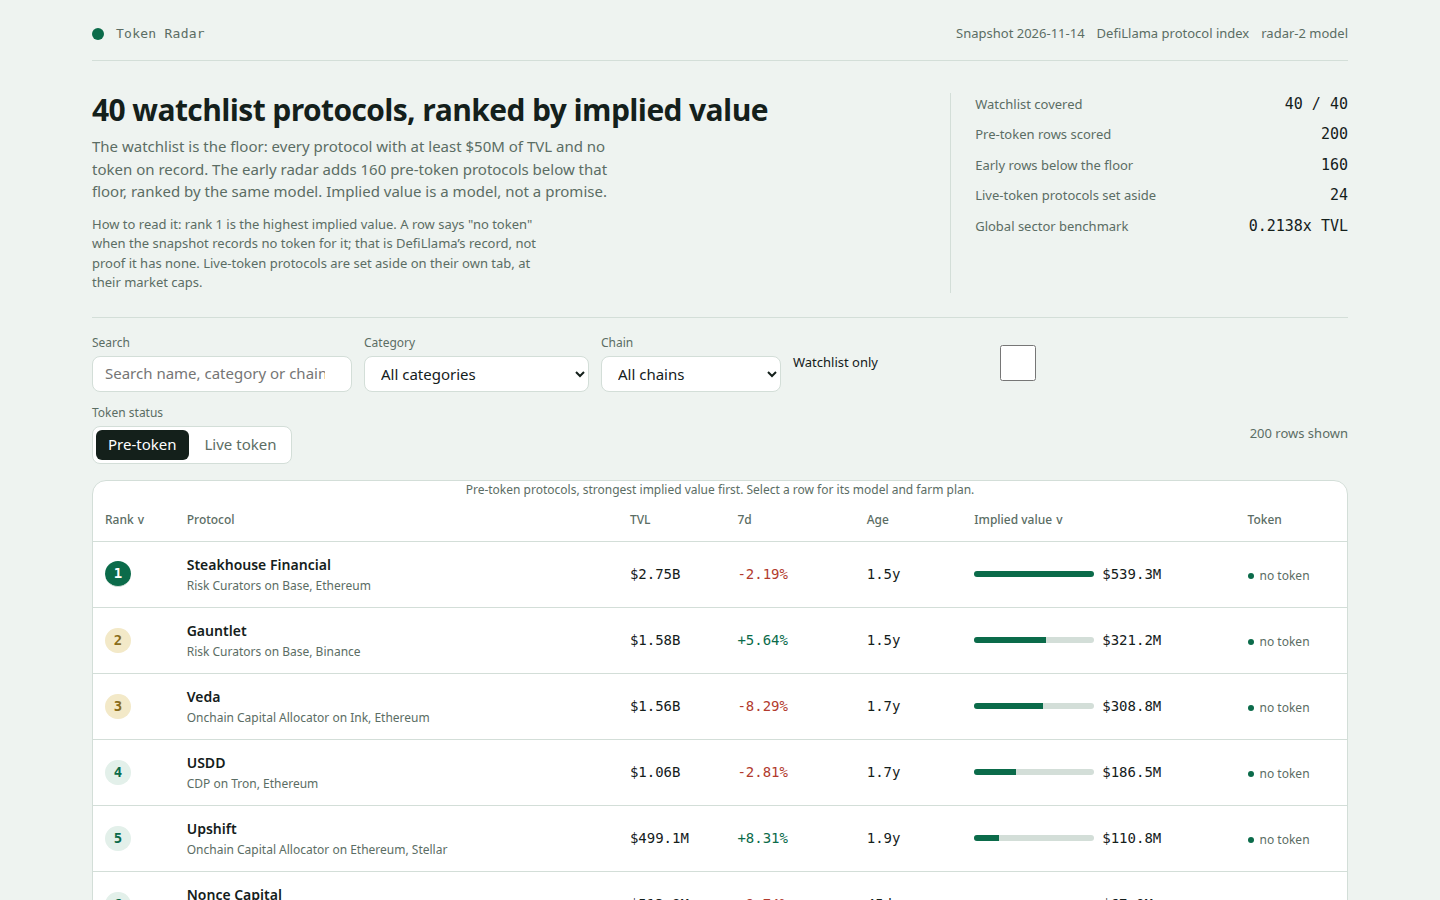 Token Radar
Snapshot 2026-11-14 DefiLlama protocol index radar-2 model
40 watchlist protocols, ranked by implied value
The watchlist is the floor: every protocol with at least $50M of TVL and no
token on record. The early radar adds 160 pre-token protocols below that
floor, ranked by the same model. Implied value is a model, not a promise.
How to read it: rank 1 is the highest implied value. A row says "no token"
when the snapshot records no token for it; that is DefiLlama's record, not
proof it has none. Live-token protocols are set aside on their own tab, at
their market caps.
Watchlist covered 40 / 40
Pre-token rows scored 200
Early rows below the floor 160
Live-token protocols set aside 24
Global sector benchmark 0.2138x TVL
Search Category Chain
Search name, category or chain All categories All chains Watchlist only
Token status
Pre-token Live token 200 rows shown
Pre-token protocols, strongest implied value first. Select a row for its model and farm plan.
Rank v Protocol TVL 7d Age Implied value v Token
1 Steakhouse Financial $2.75B -2.19% 1.5y $539.3M no token
Risk Curators on Base, Ethereum
2 Gauntlet $1.58B +5.64% 1.5y $321.2M no token
Risk Curators on Base, Binance
3 Veda $1.56B -8.29% 1.7y $308.8M no token
Onchain Capital Allocator on Ink, Ethereum
4 USDD $1.06B -2.81% 1.7y $186.5M no token
CDP on Tron, Ethereum
5 Upshift $499.1M +8.31% 1.9y $110.8M no token
Onchain Capital Allocator on Ethereum, Stellar
Nonce Capital